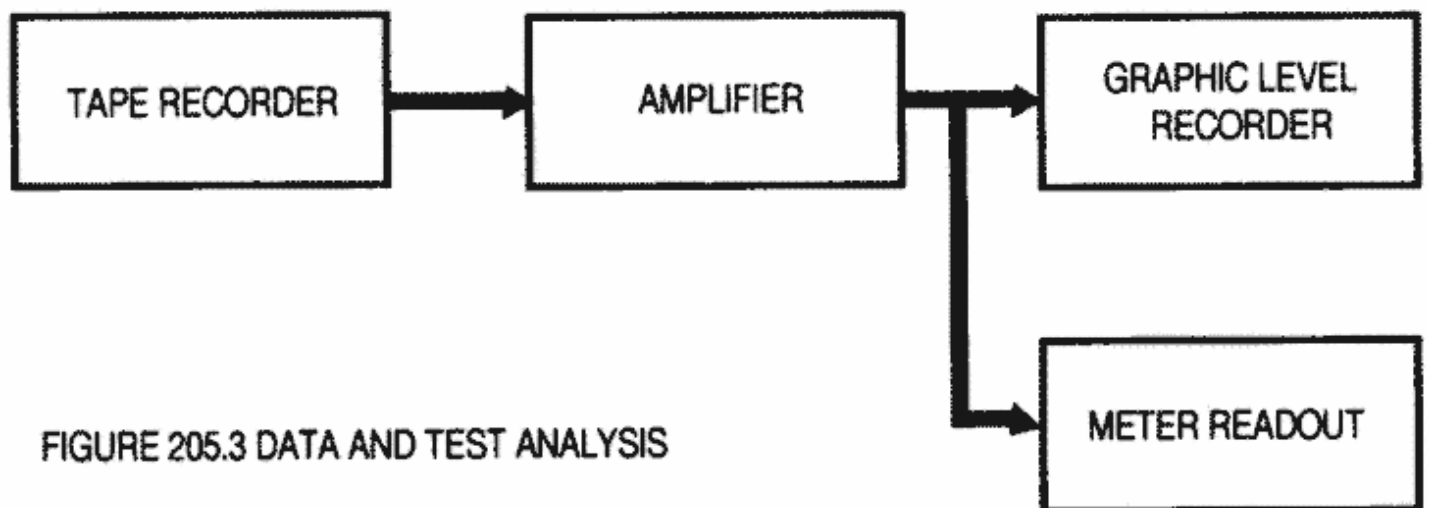 TAPE RECORDER
AMPLIFIER
GRAPHIC LEVEL
RECORDER
METER READOUT
FIGURE 205.3 DATA AND TEST ANALYSIS